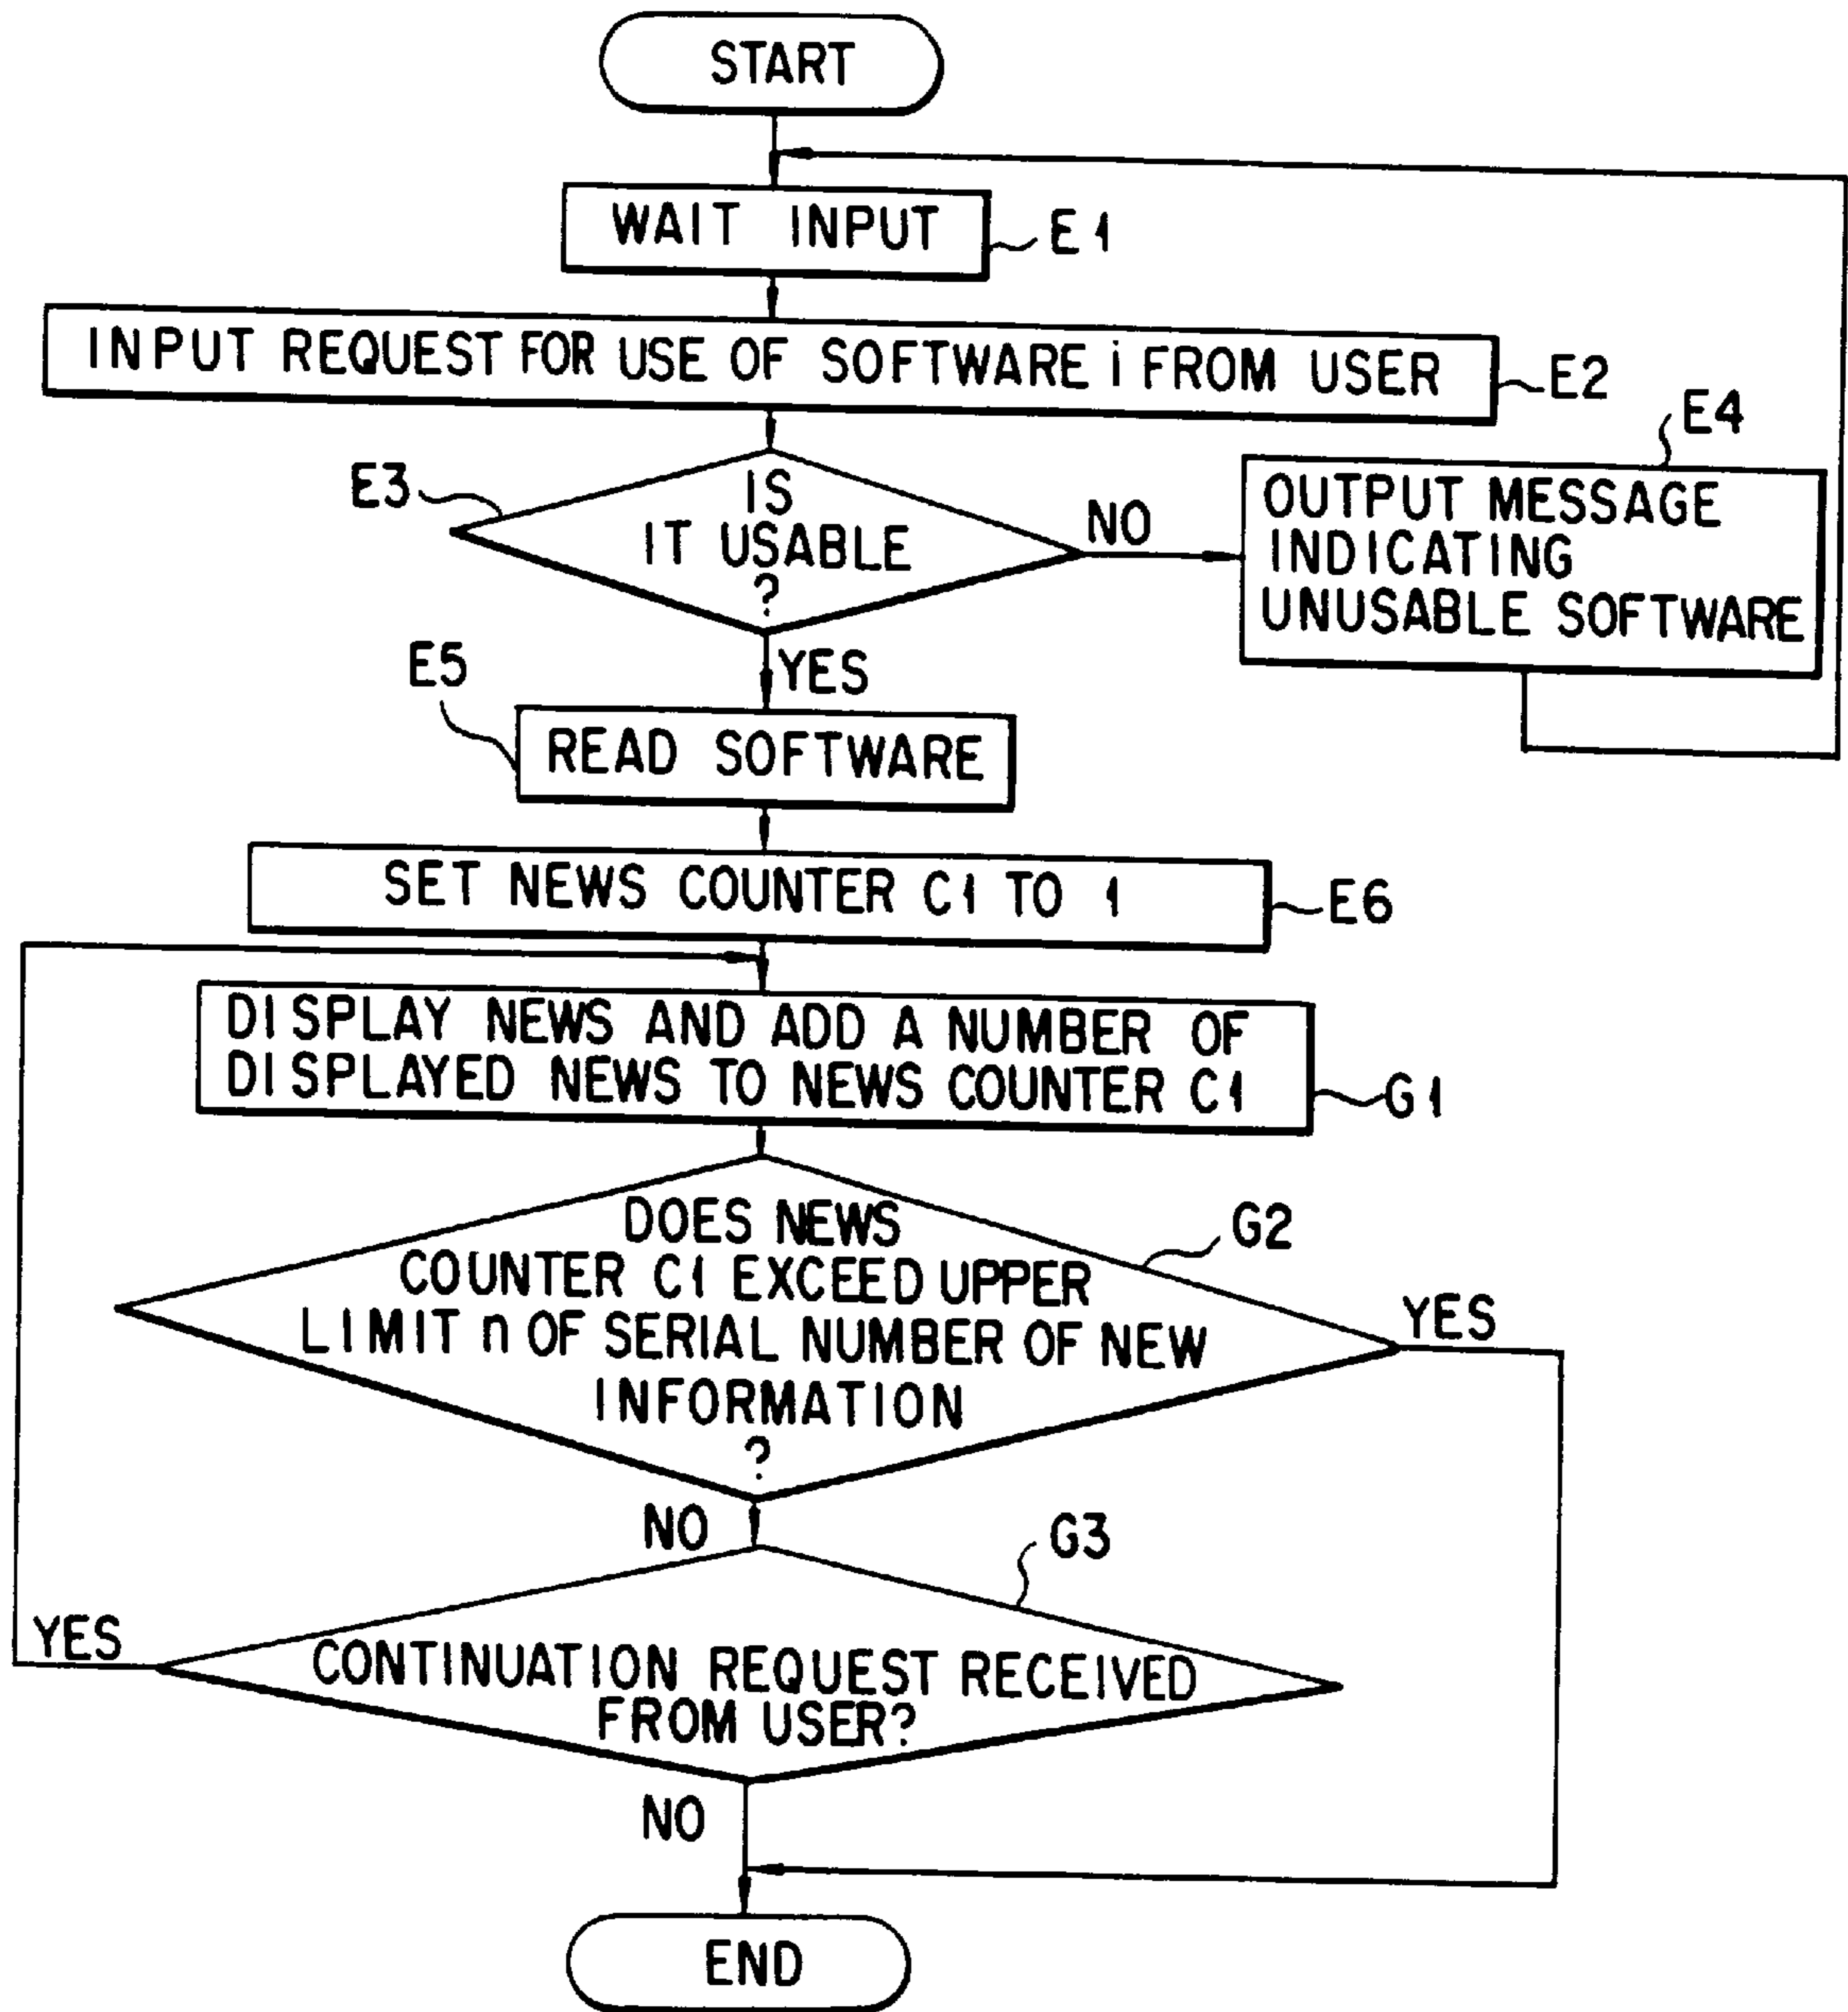 START
WAIT INPUT
E1
INPUT REQUEST FOR USE OF SOFTWARE i FROM USER
E2
E3
IS
IT USABLE
?
NO
E4
OUTPUT MESSAGE
INDICATING
UNUSABLE SOFTWARE
YES
E5
READ SOFTWARE
SET NEWS COUNTER C1 TO 1
E6
DISPLAY NEWS AND ADD A NUMBER OF
DISPLAYED NEWS TO NEWS COUNTER C1
G1
DOES NEWS
COUNTER C1 EXCEED UPPER
LIMIT n OF SERIAL NUMBER OF NEW
INFORMATION
?
G2
YES
NO
G3
YES
CONTINUATION REQUEST RECEIVED
FROM USER?
NO
END